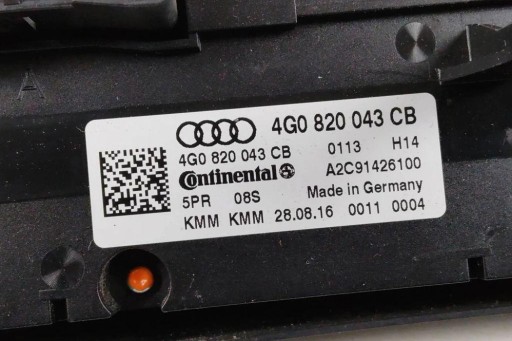 A
4G0 820 043 CB
4G0 820 043 CB 0113 H14
Continental A2C91426100
5PR 08S Made in Germany
KMM KMM 28.08.16 0011 0004